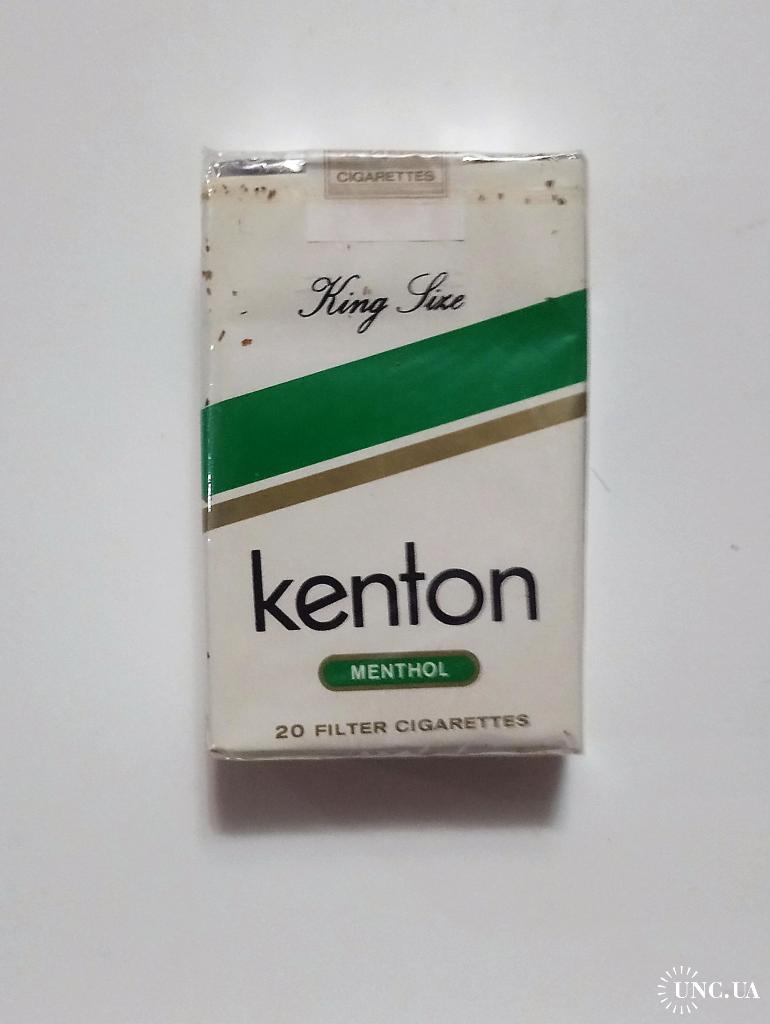 CIGARETTES
King Size
kenton
MENTHOL
20 FILTER CIGARETTES
UNC.UA